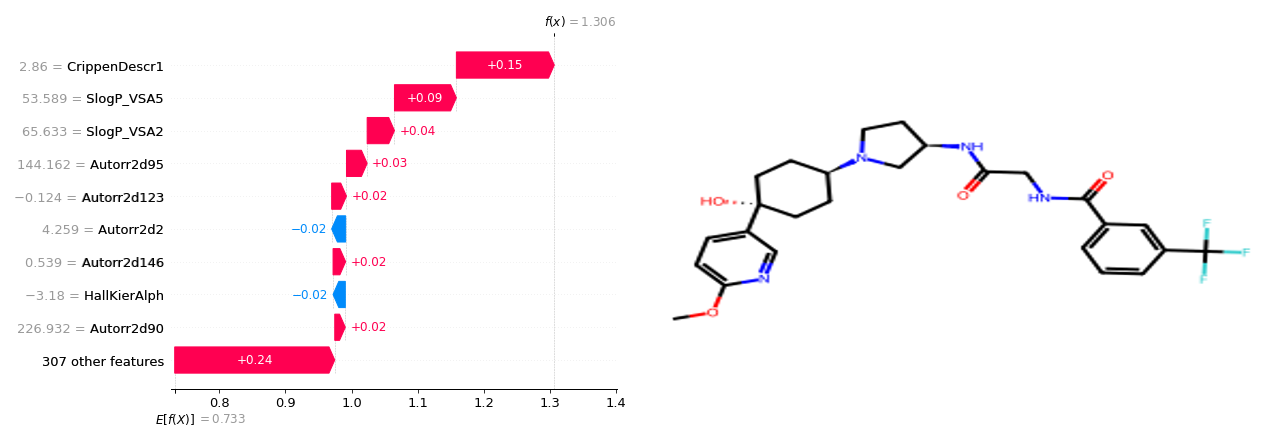 f(x) = 1.306
2.86 = CrippenDescr1
+0.15
53.589 = SlogP_VSA5
+0.09
65.633 = SlogP_VSA2
+0.04
144.162 = Autorr2d95
+0.03
−0.124 = Autorr2d123
+0.02
4.259 = Autorr2d2
−0.02
0.539 = Autorr2d146
+0.02
−3.18 = HallKierAlph
−0.02
226.932 = Autorr2d90
+0.02
307 other features
+0.24
0.8 0.9 1.0 1.1 1.2 1.3 1.4
E[f(X)] = 0.733
NH
N
O
HN
O
HO
F
F
F
N
O